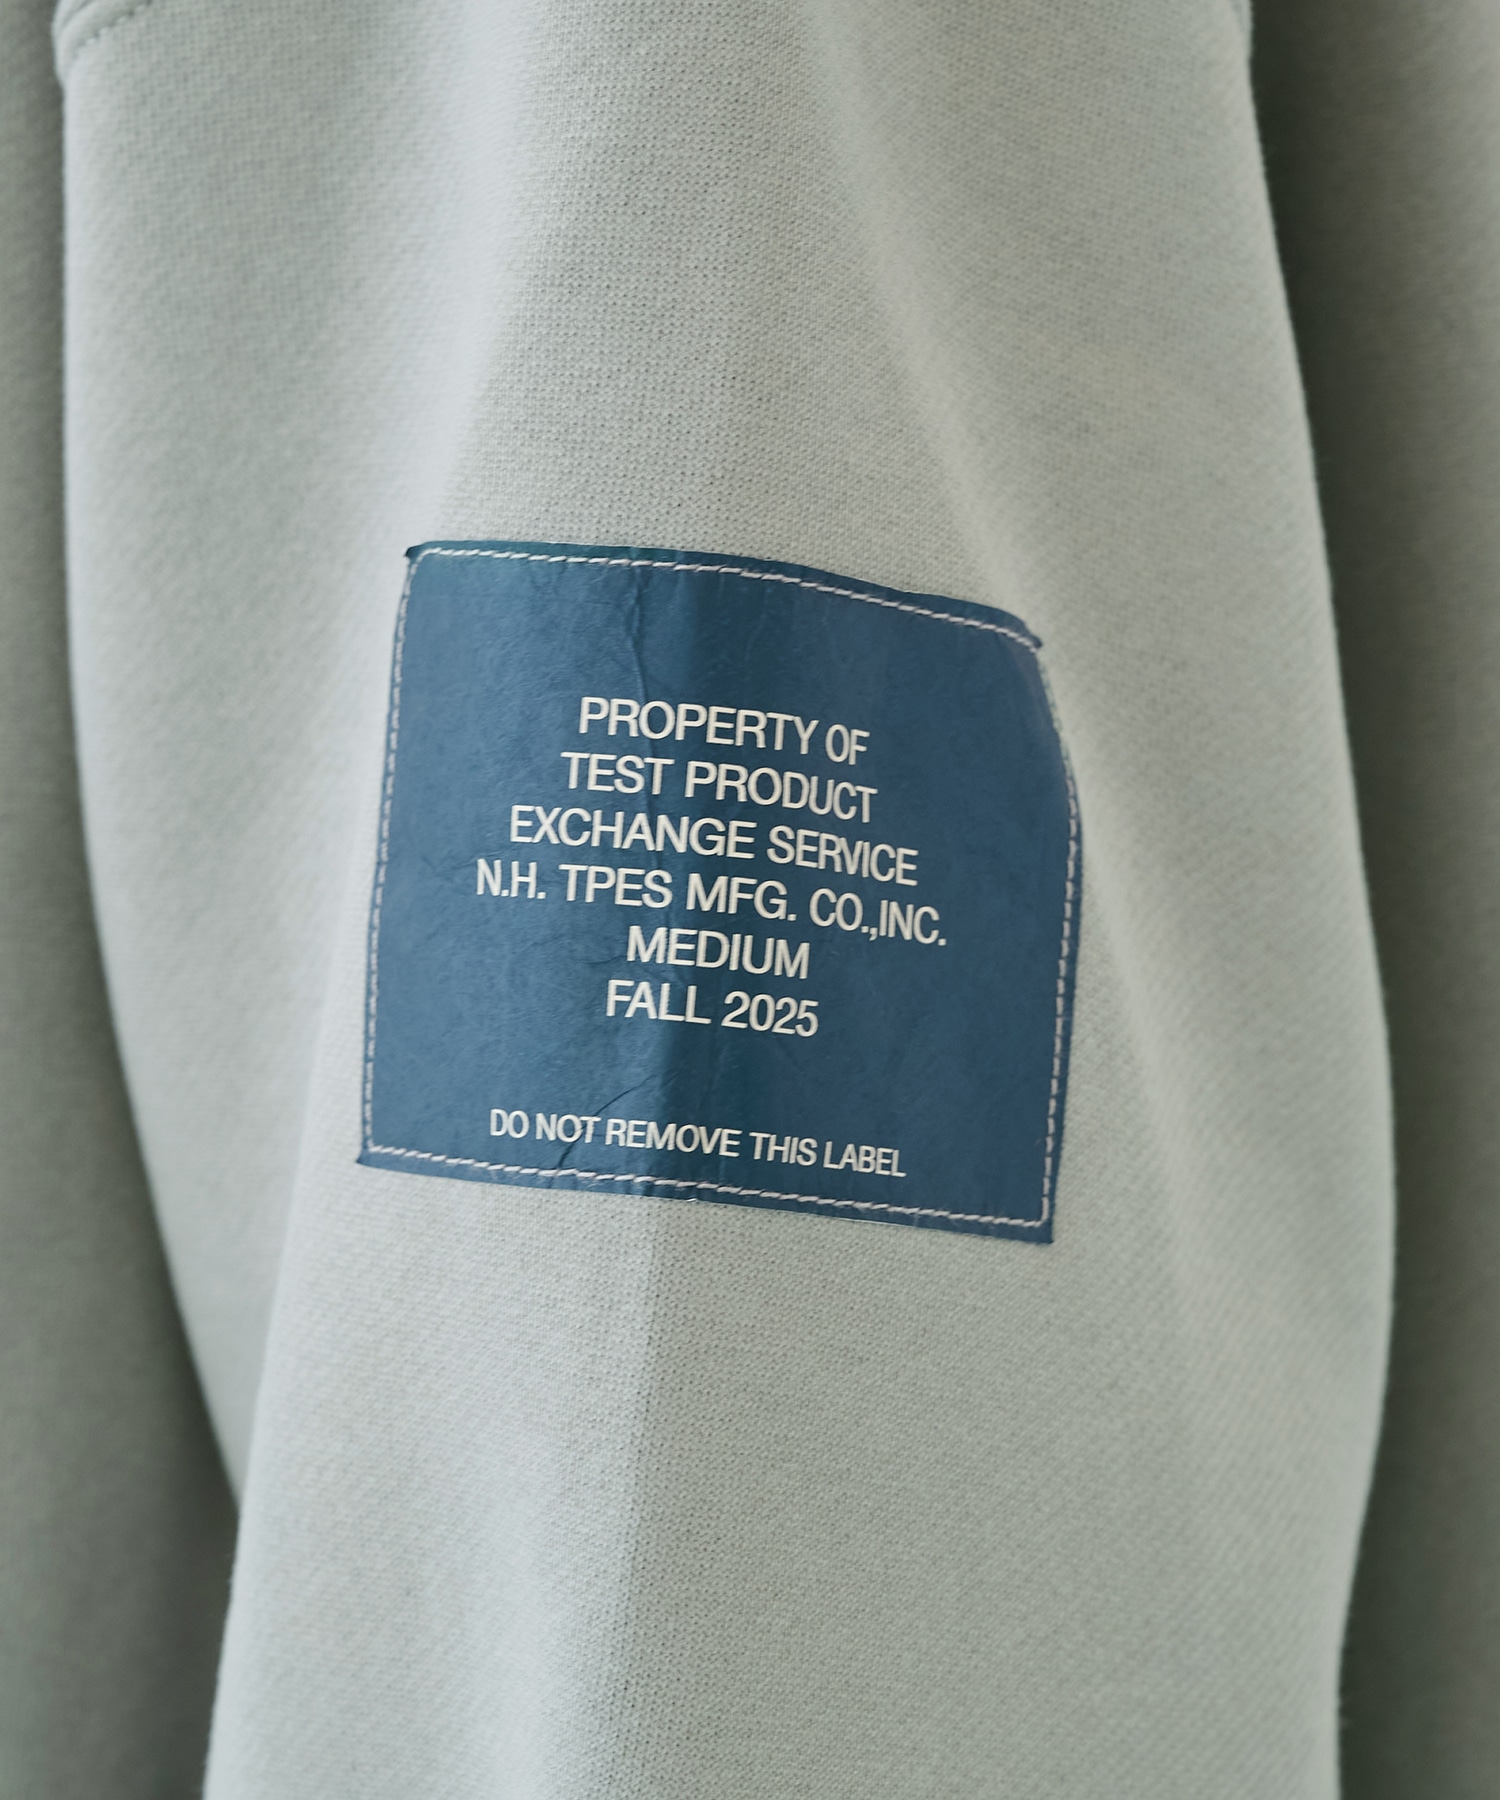 PROPERTY OF
TEST PRODUCT
EXCHANGE SERVICE
N.H. TPES MFG. CO.,INC.
MEDIUM
FALL 2025
DO NOT REMOVE THIS LABEL